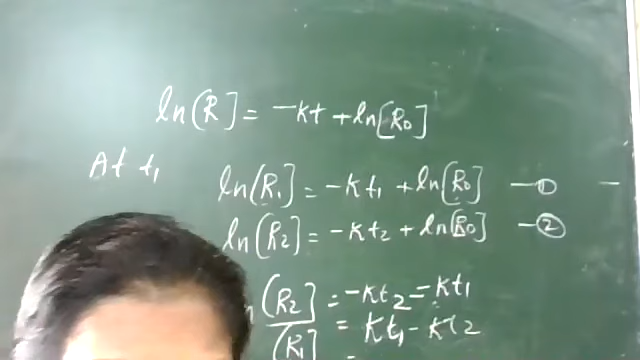 ln[R] = -kt + ln[R0]
At t1
ln[R1] = -kt1 + ln[R0] —①
ln[R2] = -kt2 + ln[R0] —②
[R2] = -kt2 = kt1
[R1] = kt1 - kt2